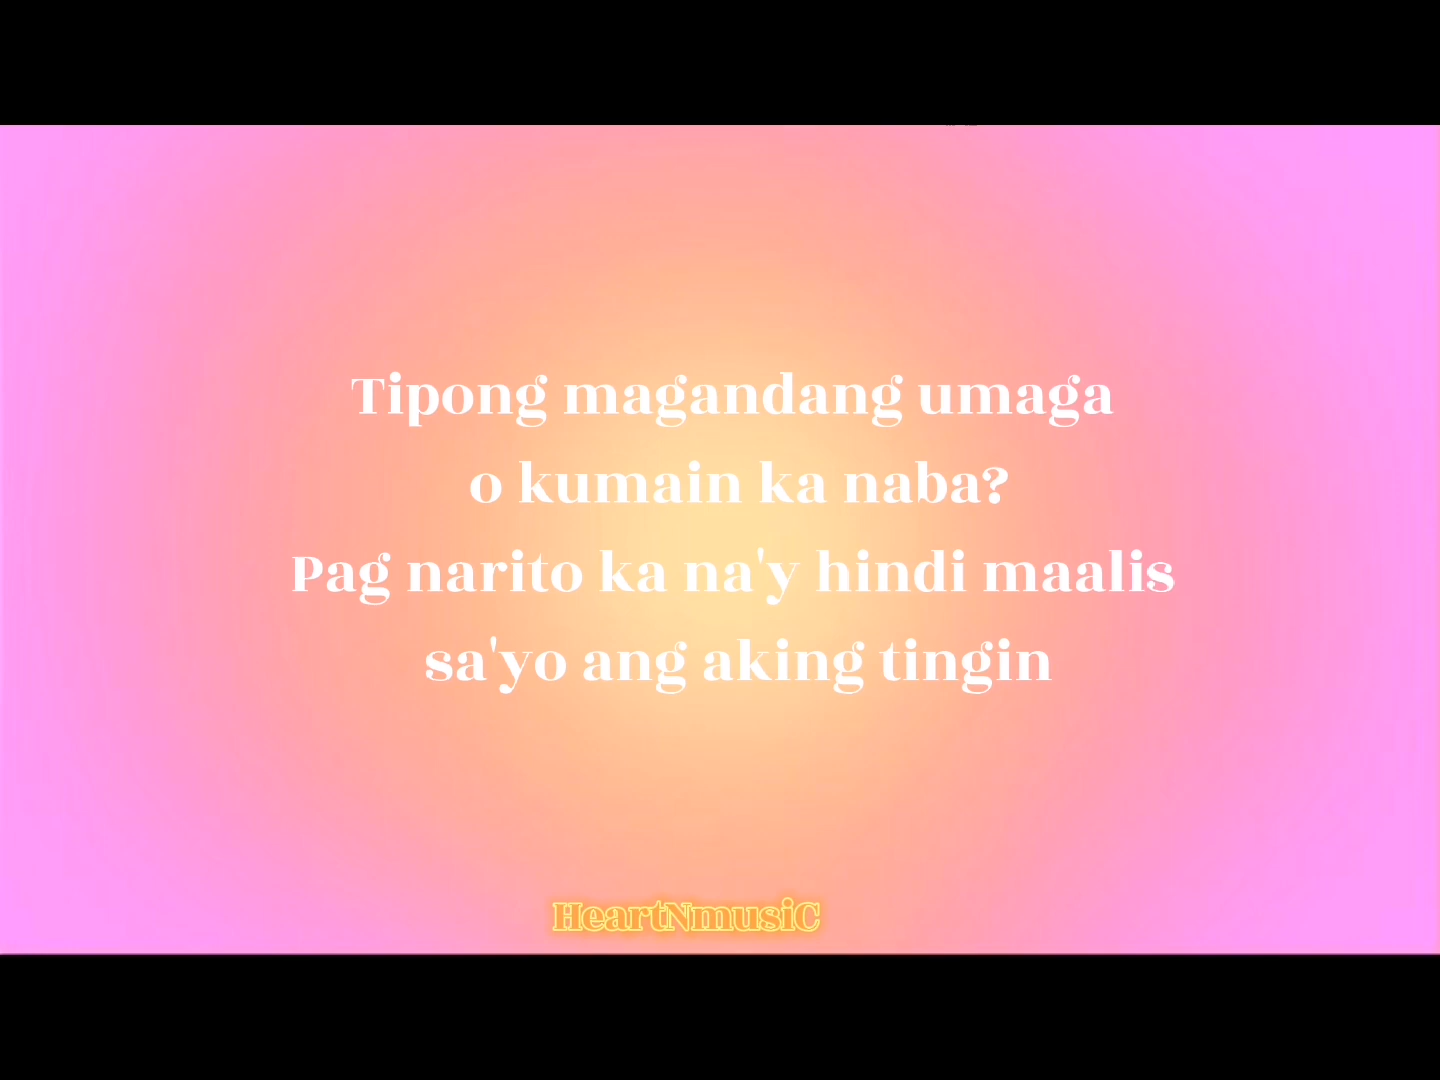 Tipong magandang umaga
o kumain ka naba?
Pag narito ka na'y hindi maalis
sa'yo ang aking tingin
HeartNmusiC